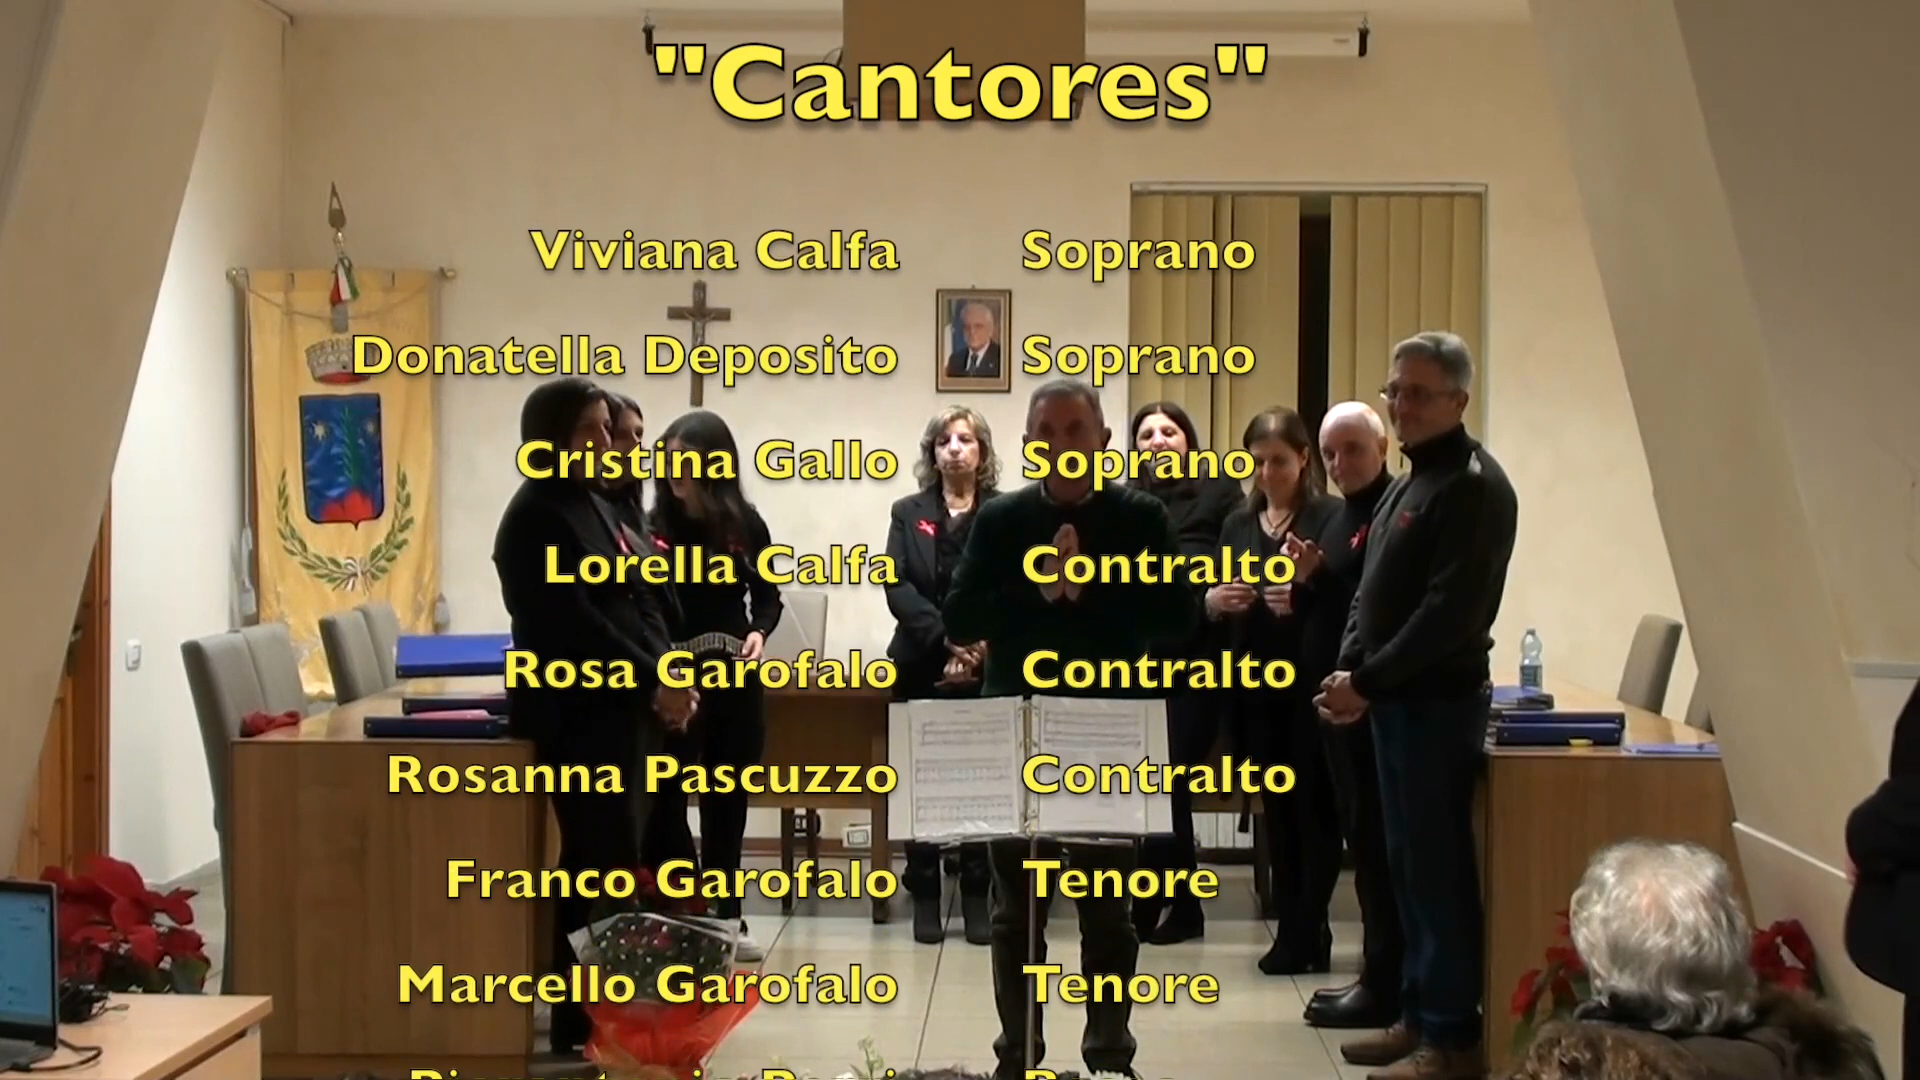 "Cantores"
Viviana Calfa Soprano
Donatella Deposito Soprano
Cristina Gallo Soprano
Lorella Calfa Contralto
Rosa Garofalo Contralto
Rosanna Pascuzzo Contralto
Franco Garofalo Tenore
Marcello Garofalo Tenore